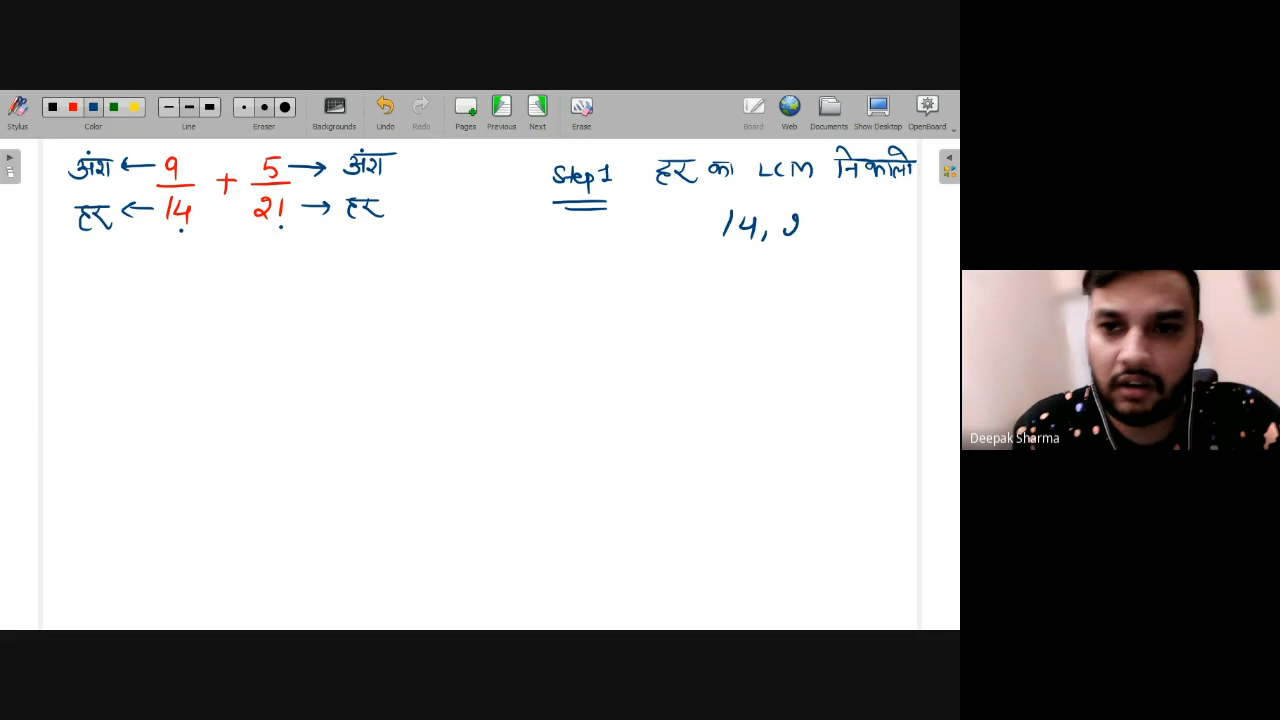 Stylus Color Line Eraser Backgrounds Undo Redo Pages Previous Next Erase Board Web Documents Show Desktop OpenBoard
अंश ← 9/14 + 5/21 → अंश
हर ← → हर
Step 1 हर का LCM निकालो
14,
Deepak Sharma